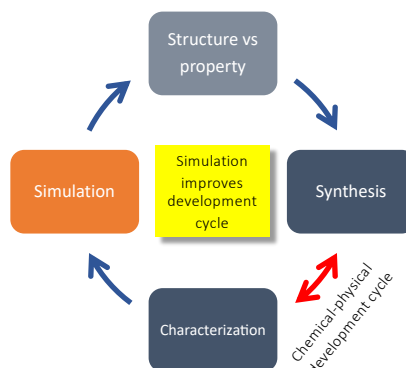 Structure vs
property
Simulation
Simulation
improves
development
cycle
Synthesis
Characterization
Chemical-physical
development cycle